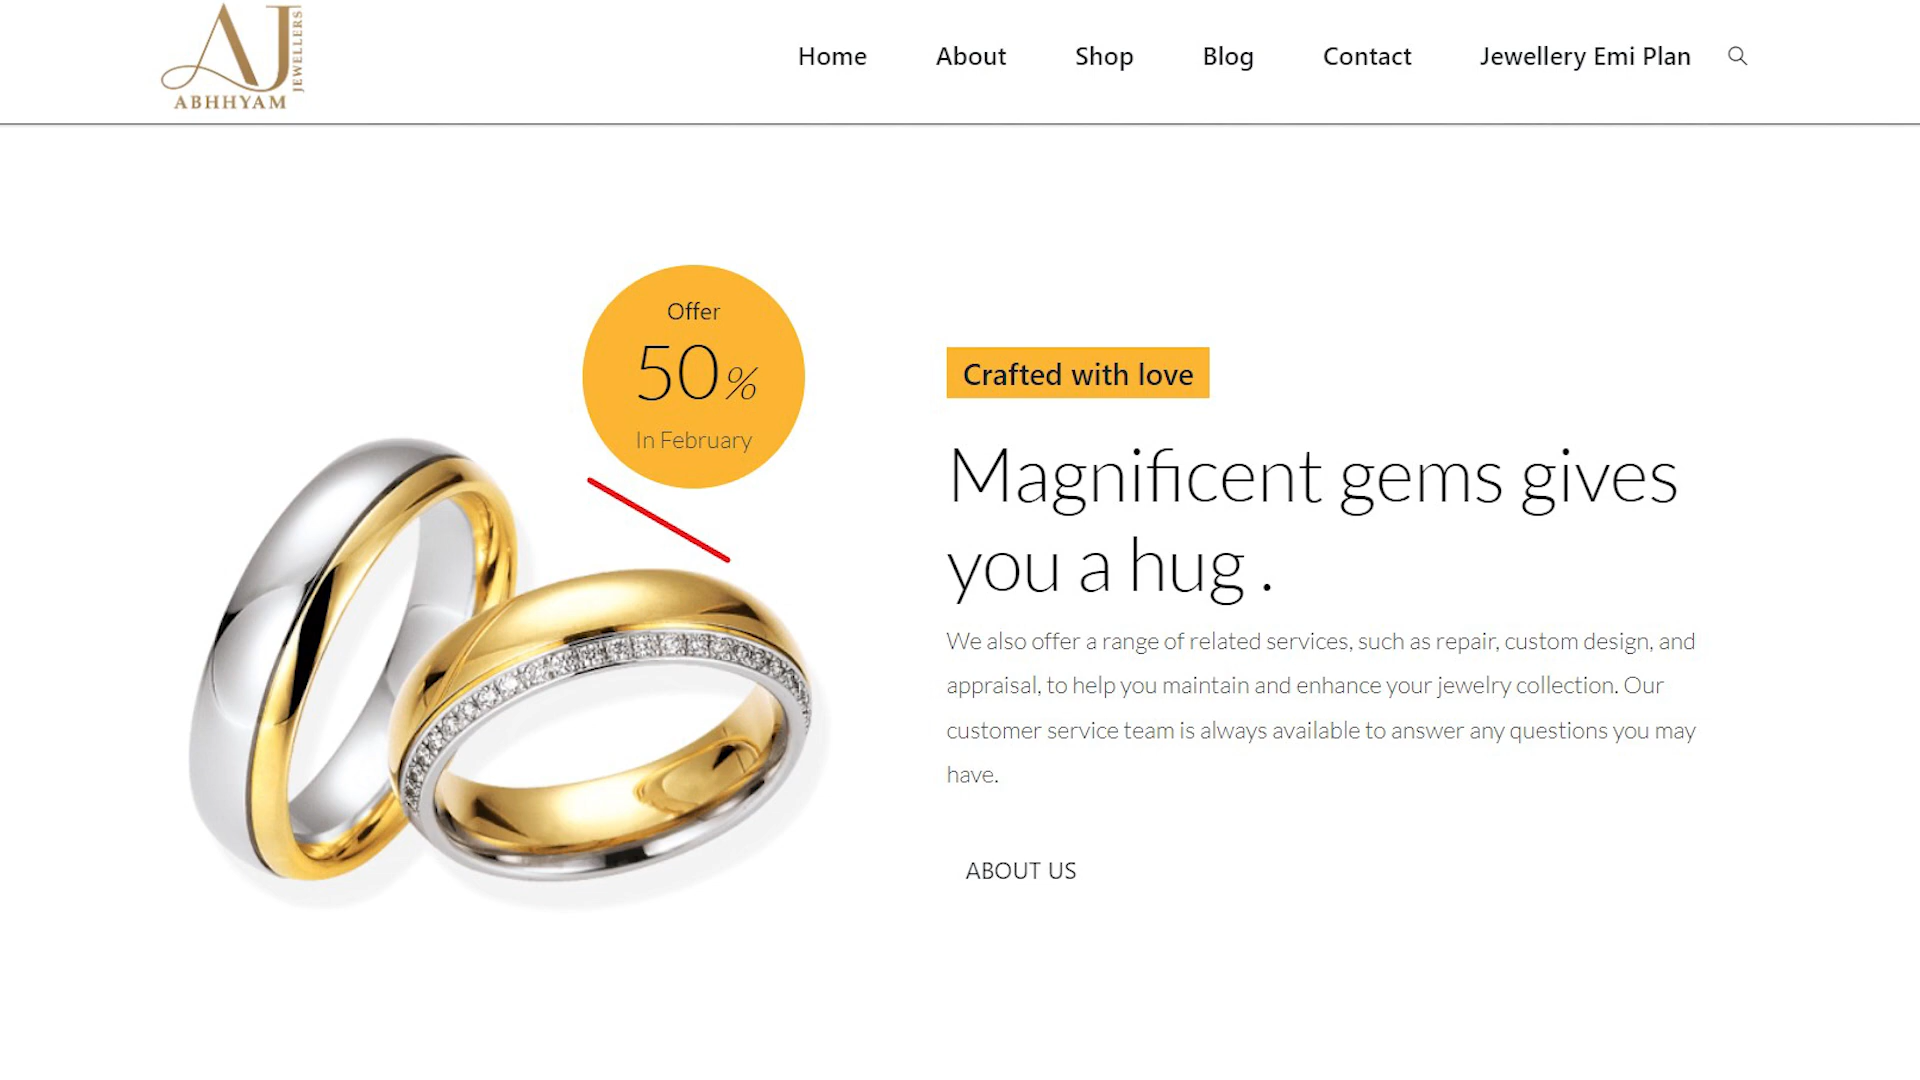 AJ
JEWELLERS
ABHHYAM
Home
About
Shop
Blog
Contact
Jewellery Emi Plan
Offer
50%
In February
Crafted with love
Magnificent gems gives
you a hug .
We also offer a range of related services, such as repair, custom design, and
appraisal, to help you maintain and enhance your jewelry collection. Our
customer service team is always available to answer any questions you may
have.
ABOUT US